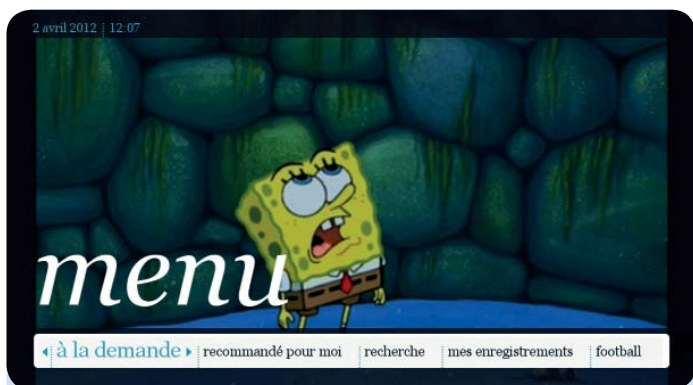 2 avril 2012 12:07
menu
à la demande recommandé pour moi recherche mes enregistrements football